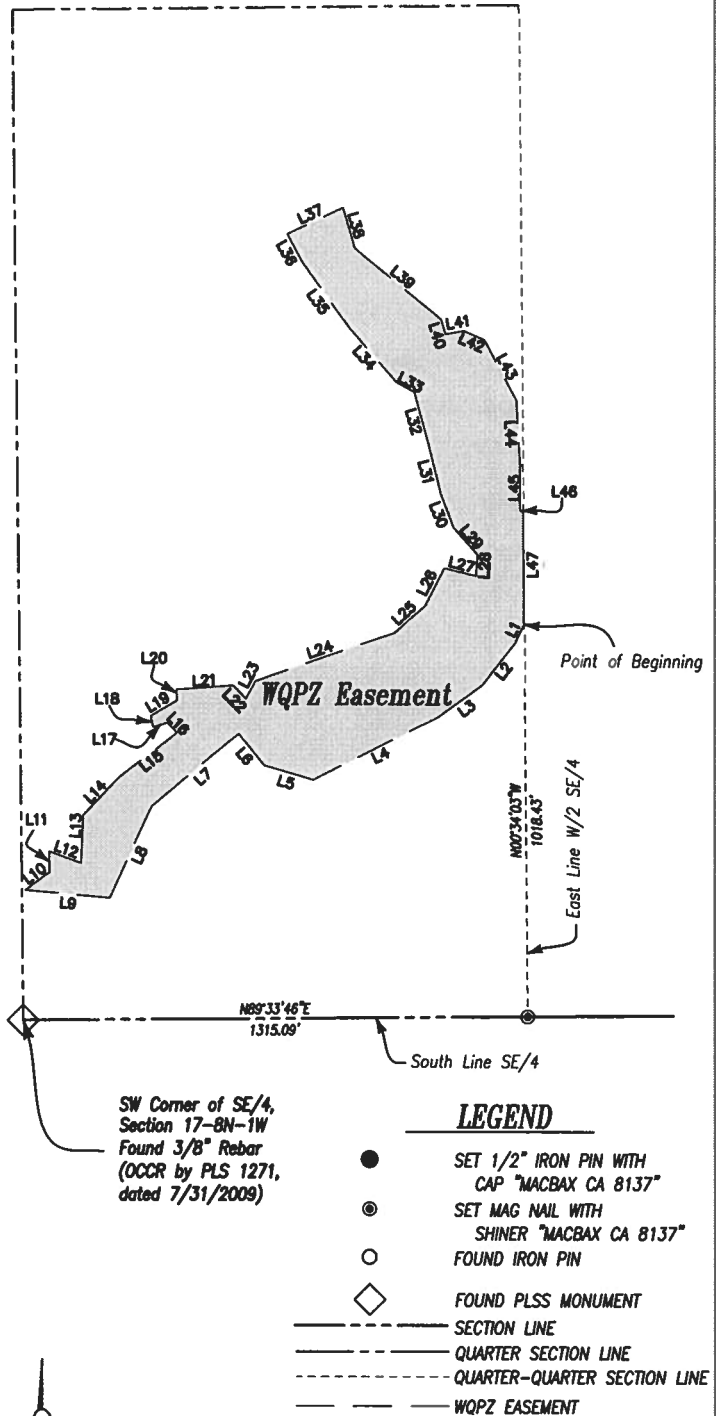 L37
L38
L36
L39
L35
L41
L40
L42
L34
L43
L33
L32
L44
L31
L45
L46
L30
L29
L28
L27
L47
L26
L25
L1
Point of Beginning
L24
L2
L23
L20
L21
L22
WQPZ Easement
L19
L18
L3
L17
L16
L6
L15
L4
L5
L7
L14
L11
L13
L12
L8
L10
L9
N00°34'03"W
1018.43'
East Line W/2 SE/4
N89°33'46"E
1315.09'
South Line SE/4
SW Corner of SE/4,
Section 17-8N-1W
Found 3/8" Rebar
(OCCR by PLS 1271,
dated 7/31/2009)
LEGEND
SET 1/2" IRON PIN WITH
CAP "MACBAX CA 8137"
SET MAG NAIL WITH
SHINER "MACBAX CA 8137"
FOUND IRON PIN
FOUND PLSS MONUMENT
SECTION LINE
QUARTER SECTION LINE
QUARTER-QUARTER SECTION LINE
WQPZ EASEMENT